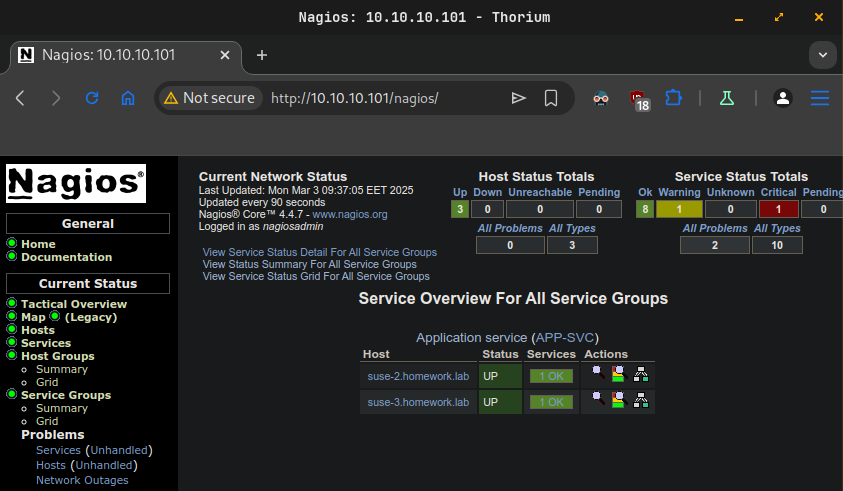 Nagios: 10.10.10.101 - Thorium
Nagios: 10.10.10.101
Not secure http://10.10.10.101/nagios/
18
Nagios®
General
Home
Documentation
Current Status
Tactical Overview
Map (Legacy)
Hosts
Services
Host Groups
Summary
Grid
Service Groups
Summary
Grid
Problems
Services (Unhandled)
Hosts (Unhandled)
Network Outages
Current Network Status
Last Updated: Mon Mar 3 09:37:05 EET 2025
Updated every 90 seconds
Nagios® Core™ 4.4.7 - www.nagios.org
Logged in as nagiosadmin
View Service Status Detail For All Service Groups
View Status Summary For All Service Groups
View Service Status Grid For All Service Groups
Host Status Totals
Up Down Unreachable Pending
3 0 0 0
All Problems All Types
0 3
Service Status Totals
Ok Warning Unknown Critical Pending
8 1 0 1 0
All Problems All Types
2 10
Service Overview For All Service Groups
Application service (APP-SVC)
Host Status Services Actions
suse-2.homework.lab UP 1 OK
suse-3.homework.lab UP 1 OK